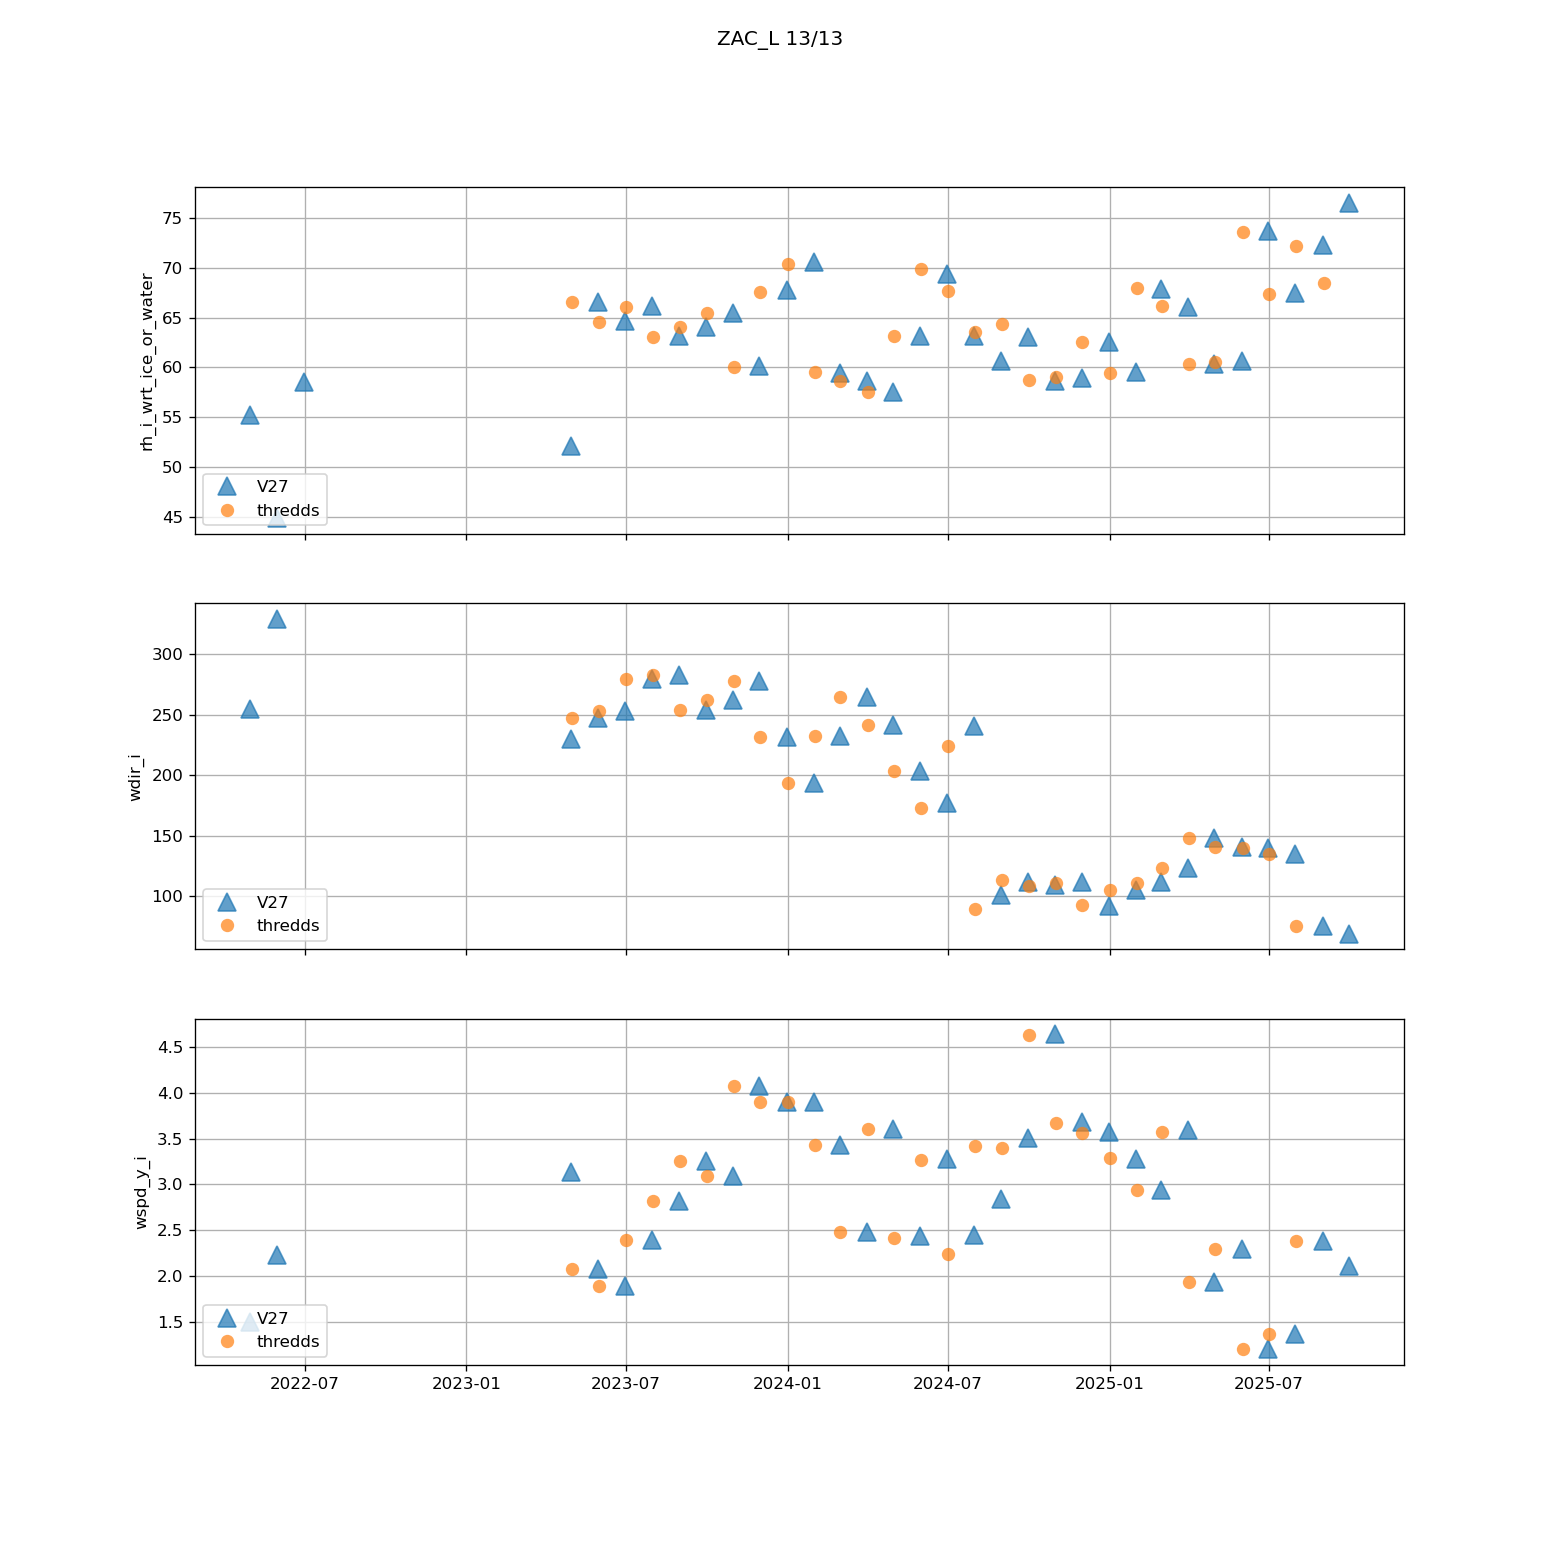 ZAC_L 13/13
rh_i_wrt_ice_or_water
75
70
65
60
55
50
45
V27
thredds
wdir_i
300
250
200
150
100
V27
thredds
wspd_y_i
4.5
4.0
3.5
3.0
2.5
2.0
1.5
V27
thredds
2022-07 2023-01 2023-07 2024-01 2024-07 2025-01 2025-07